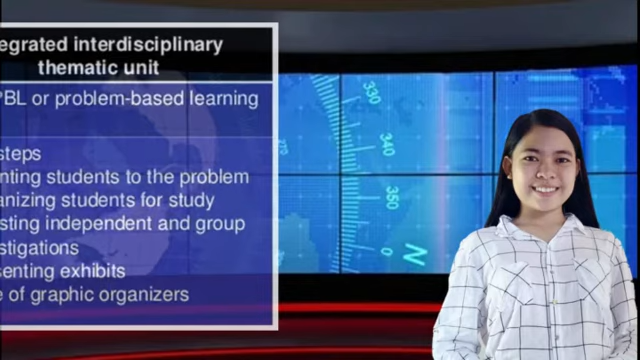 egrated interdisciplinary
thematic unit
PBL or problem-based learning
steps
nting students to the problem
anizing students for study
sting independent and group
stigations
senting exhibits
e of graphic organizers
330
340
350
0
N